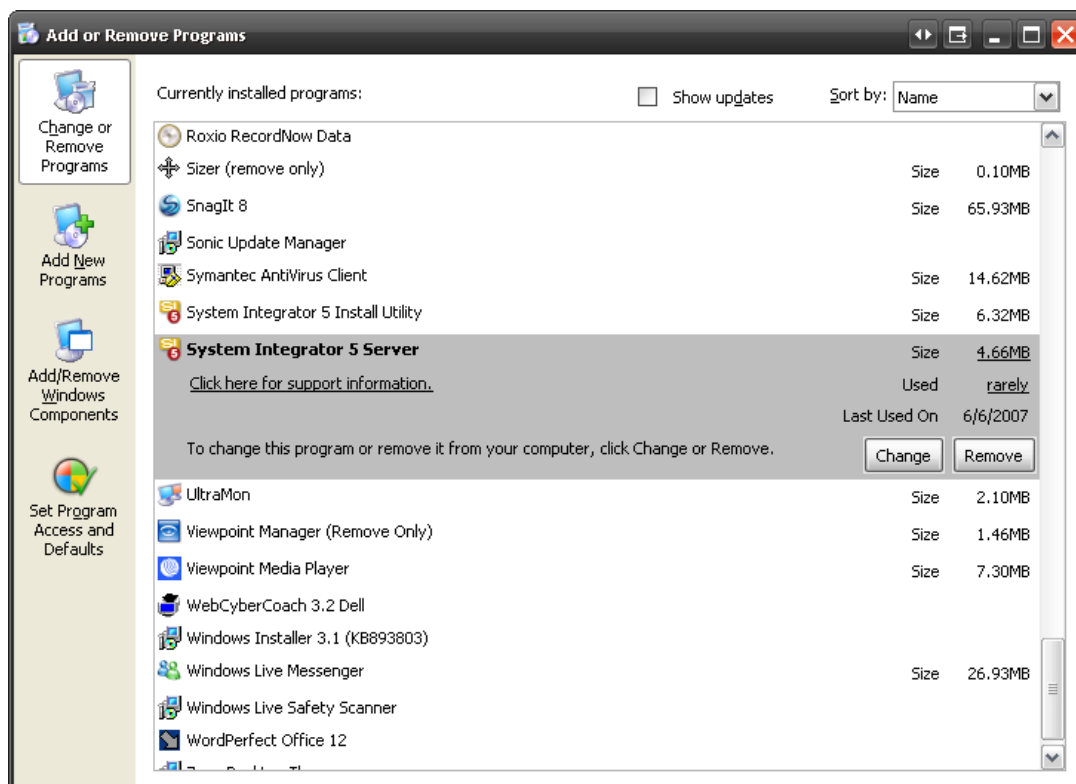 Add or Remove Programs
Change or
Remove
Programs
Add New
Programs
Add/Remove
Windows
Components
Set Program
Access and
Defaults
Currently installed programs:
Show updates
Sort by: Name
Roxio RecordNow Data
Sizer (remove only) Size 0.10MB
SnagIt 8 Size 65.93MB
Sonic Update Manager
Symantec AntiVirus Client Size 14.62MB
System Integrator 5 Install Utility Size 6.32MB
System Integrator 5 Server Size 4.66MB
Click here for support information. Used rarely
Last Used On 6/6/2007
To change this program or remove it from your computer, click Change or Remove. Change Remove
UltraMon Size 2.10MB
Viewpoint Manager (Remove Only) Size 1.46MB
Viewpoint Media Player Size 7.30MB
WebCyberCoach 3.2 Dell
Windows Installer 3.1 (KB893803)
Windows Live Messenger Size 26.93MB
Windows Live Safety Scanner
WordPerfect Office 12